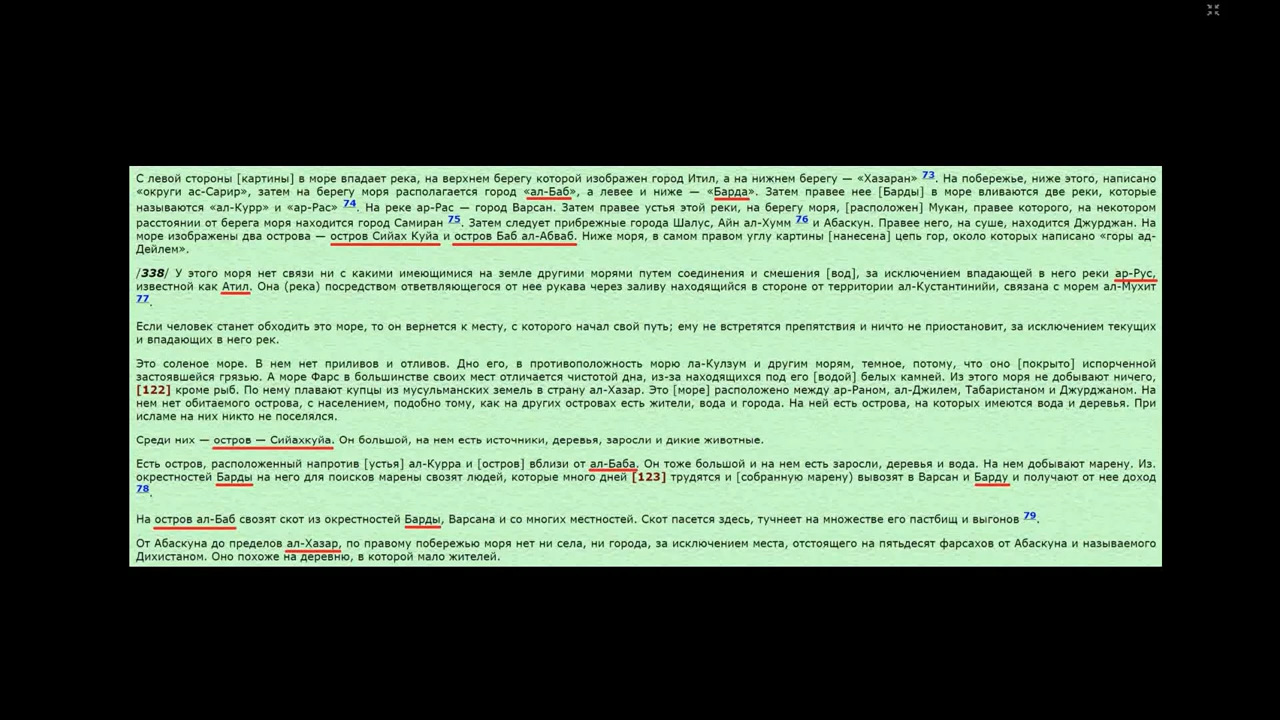 С левой стороны [картины] в море впадает река, на верхнем берегу которой изображен город Итил, а на нижнем берегу — «Хазаран» 73. На побережье, ниже этого, написано
«округи ас-Сарир», затем на берегу моря располагается город «ал-Баб», а левее и ниже — «Барда». Затем правее нее [Барды] в море вливаются две реки, которые
называются «ал-Курр» и «ар-Рас» 74. На реке ар-Рас — город Варсан. Затем правее устья этой реки, на берегу моря, [расположен] Мукан, правее которого, на некотором
расстоянии от берега моря находится город Самиран 75. Затем следует прибрежные города Шалус, Айн ал-Хумм 76 и Абаскун. Правее него, на суше, находится Джурджан. На
море изображены два острова — остров Сийах Куйа и остров Баб ал-Абваб. Ниже моря, в самом правом углу картины [нанесена] цепь гор, около которых написано «горы ад-
Дейлем».
/338/ У этого моря нет связи ни с какими имеющимися на земле другими морями путем соединения и смешения [вод], за исключением впадающей в него реки ар-Рус,
известной как Атил. Она (река) посредством ответвляющегося от нее рукава через заливу находящийся в стороне от территории ал-Кустантинийи, связана с морем ал-Мухит
77.
Если человек станет обходить это море, то он вернется к месту, с которого начал свой путь; ему не встретятся препятствия и ничто не приостановит, за исключением текущих
и впадающих в него рек.
Это соленое море. В нем нет приливов и отливов. Дно его, в противоположность морю ла-Кулзум и другим морям, темное, потому, что оно [покрыто] испорченной
застоявшейся грязью. А море Фарс в большинстве своих мест отличается чистотой дна, из-за находящихся под его [водой] белых камней. Из этого моря не добывают ничего,
[122] кроме рыб. По нему плавают купцы из мусульманских земель в страну ал-Хазар. Это [море] расположено между ар-Раном, ал-Джилем, Табаристаном и Джурджаном. На
нем нет обитаемого острова, с населением, подобно тому, как на других островах есть жители, вода и города. На ней есть острова, на которых имеются вода и деревья. При
исламе на них никто не поселялся.
Среди них — остров — Сийахкуйа. Он большой, на нем есть источники, деревья, заросли и дикие животные.
Есть остров, расположенный напротив [устья] ал-Курра и [остров] вблизи от ал-Баба. Он тоже большой и на нем есть заросли, деревья и вода. На нем добывают марену. Из.
окрестностей Барды на него для поисков марены свозят людей, которые много дней [123] трудятся и [собранную марену) вывозят в Варсан и Барду и получают от нее доход
78.
На остров ал-Баб свозят скот из окрестностей Барды, Варсана и со многих местностей. Скот пасется здесь, тучнеет на множестве его пастбищ и выгонов 79.
От Абаскуна до пределов ал-Хазар, по правому побережью моря нет ни села, ни города, за исключением места, отстоящего на пятьдесят фарсахов от Абаскуна и называемого
Дихистаном. Оно похоже на деревню, в которой мало жителей.